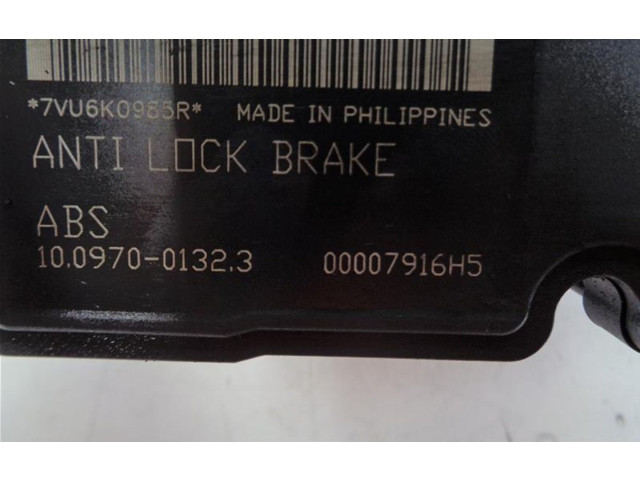 *7VU6K0985R* MADE IN PHILIPPINES
ANTI LOCK BRAKE
ABS
10.0970-0132.3 00007916H5